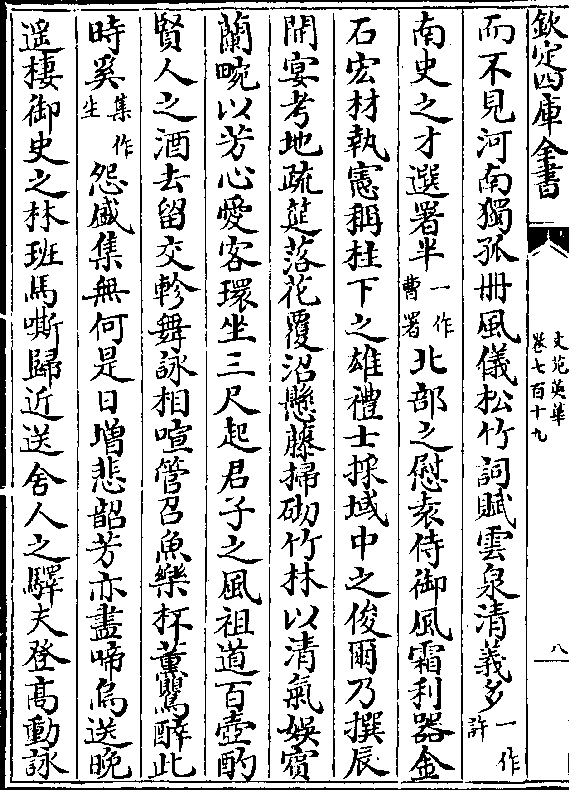 欽定四庫全書
文苑英華
卷七百十九
八
而不見河南獨孤冊風儀松竹詞賦雲泉清義多一作許
南史之才選署半一作曹署北部之慰袁侍御風霜利器金
石宏材執憲稱柱下之雄禮士採域中之俊爾乃撰辰
開宴考地疏筵落花覆沼懸藤掃砌竹林以清氣娛賓
蘭畹以芳心愛客環坐三尺起君子之風祖道百壺酌
賢人之酒去留交軫舞詠相喧管召魚樂杯薰鸎醉此
時奚集作生怨戚集無何是日増悲韶芳亦盡啼烏送晚
遥棲御史之林班馬嘶歸近送舍人之驛夫登髙動詠